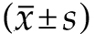 (x̄ ± s)